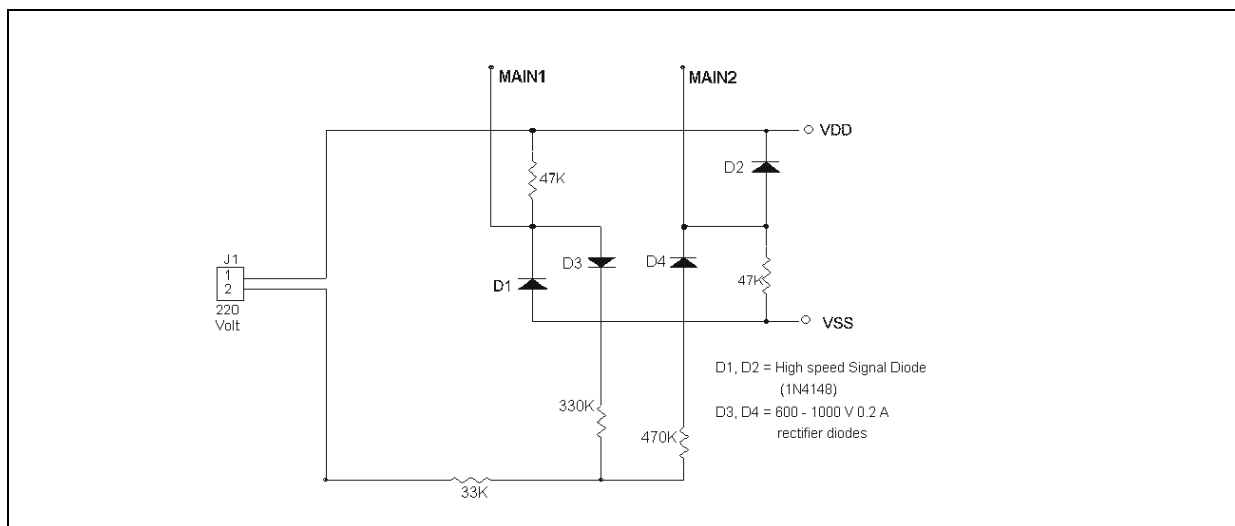 MAIN1
MAIN2
VDD
D2
47K
J1
1
2
220
Volt
D3
D4
D1
47K
VSS
D1, D2 = High speed Signal Diode
(1N4148)
D3, D4 = 600 - 1000 V 0.2 A
rectifier diodes
330K
470K
33K